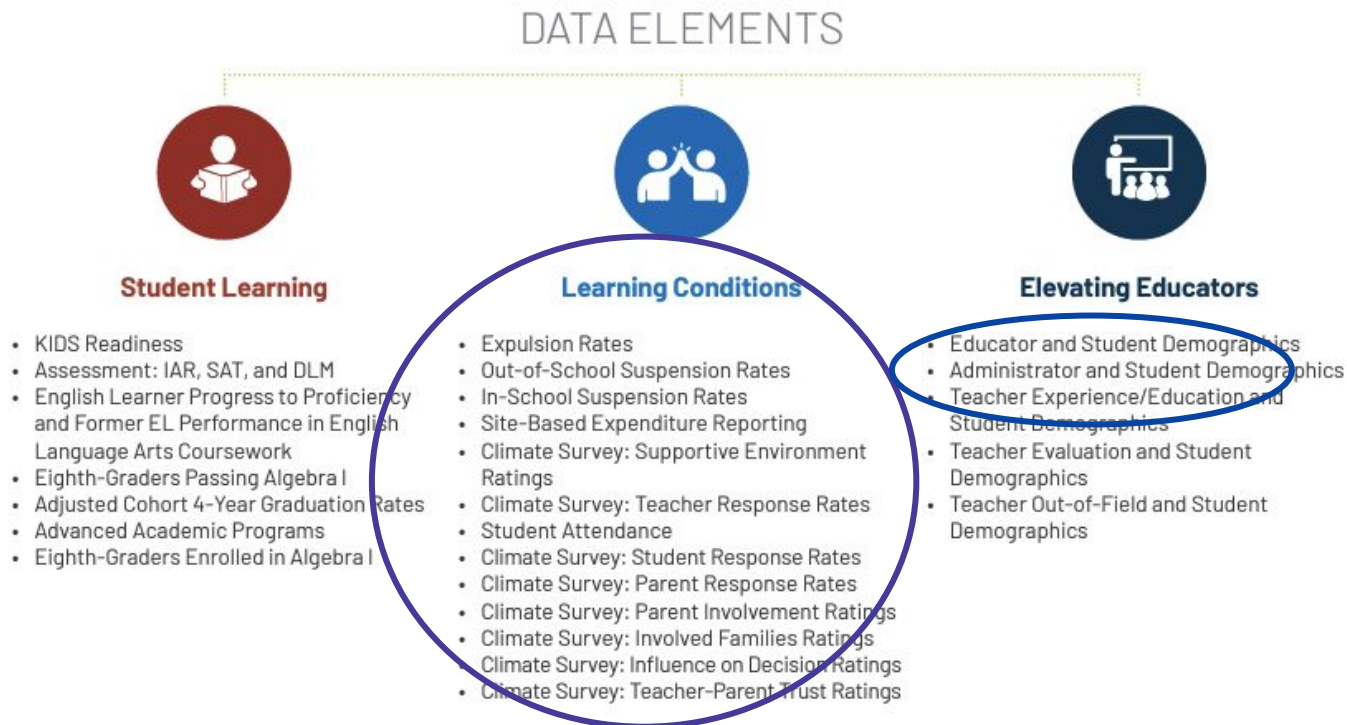 DATA ELEMENTS
Student Learning
• KIDS Readiness
• Assessment: IAR, SAT, and DLM
• English Learner Progress to Proficiency
and Former EL Performance in English
Language Arts Coursework
• Eighth-Graders Passing Algebra I
• Adjusted Cohort 4-Year Graduation Rates
• Advanced Academic Programs
• Eighth-Graders Enrolled in Algebra I
Learning Conditions
• Expulsion Rates
• Out-of-School Suspension Rates
• In-School Suspension Rates
• Site-Based Expenditure Reporting
• Climate Survey: Supportive Environment
Ratings
• Climate Survey: Teacher Response Rates
• Student Attendance
• Climate Survey: Student Response Rates
• Climate Survey: Parent Response Rates
• Climate Survey: Parent Involvement Ratings
• Climate Survey: Involved Families Ratings
• Climate Survey: Influence on Decision Ratings
• Climate Survey: Teacher-Parent Trust Ratings
Elevating Educators
• Educator and Student Demographics
• Administrator and Student Demographics
• Teacher Experience/Education and
Student Demographics
• Teacher Evaluation and Student
Demographics
• Teacher Out-of-Field and Student
Demographics